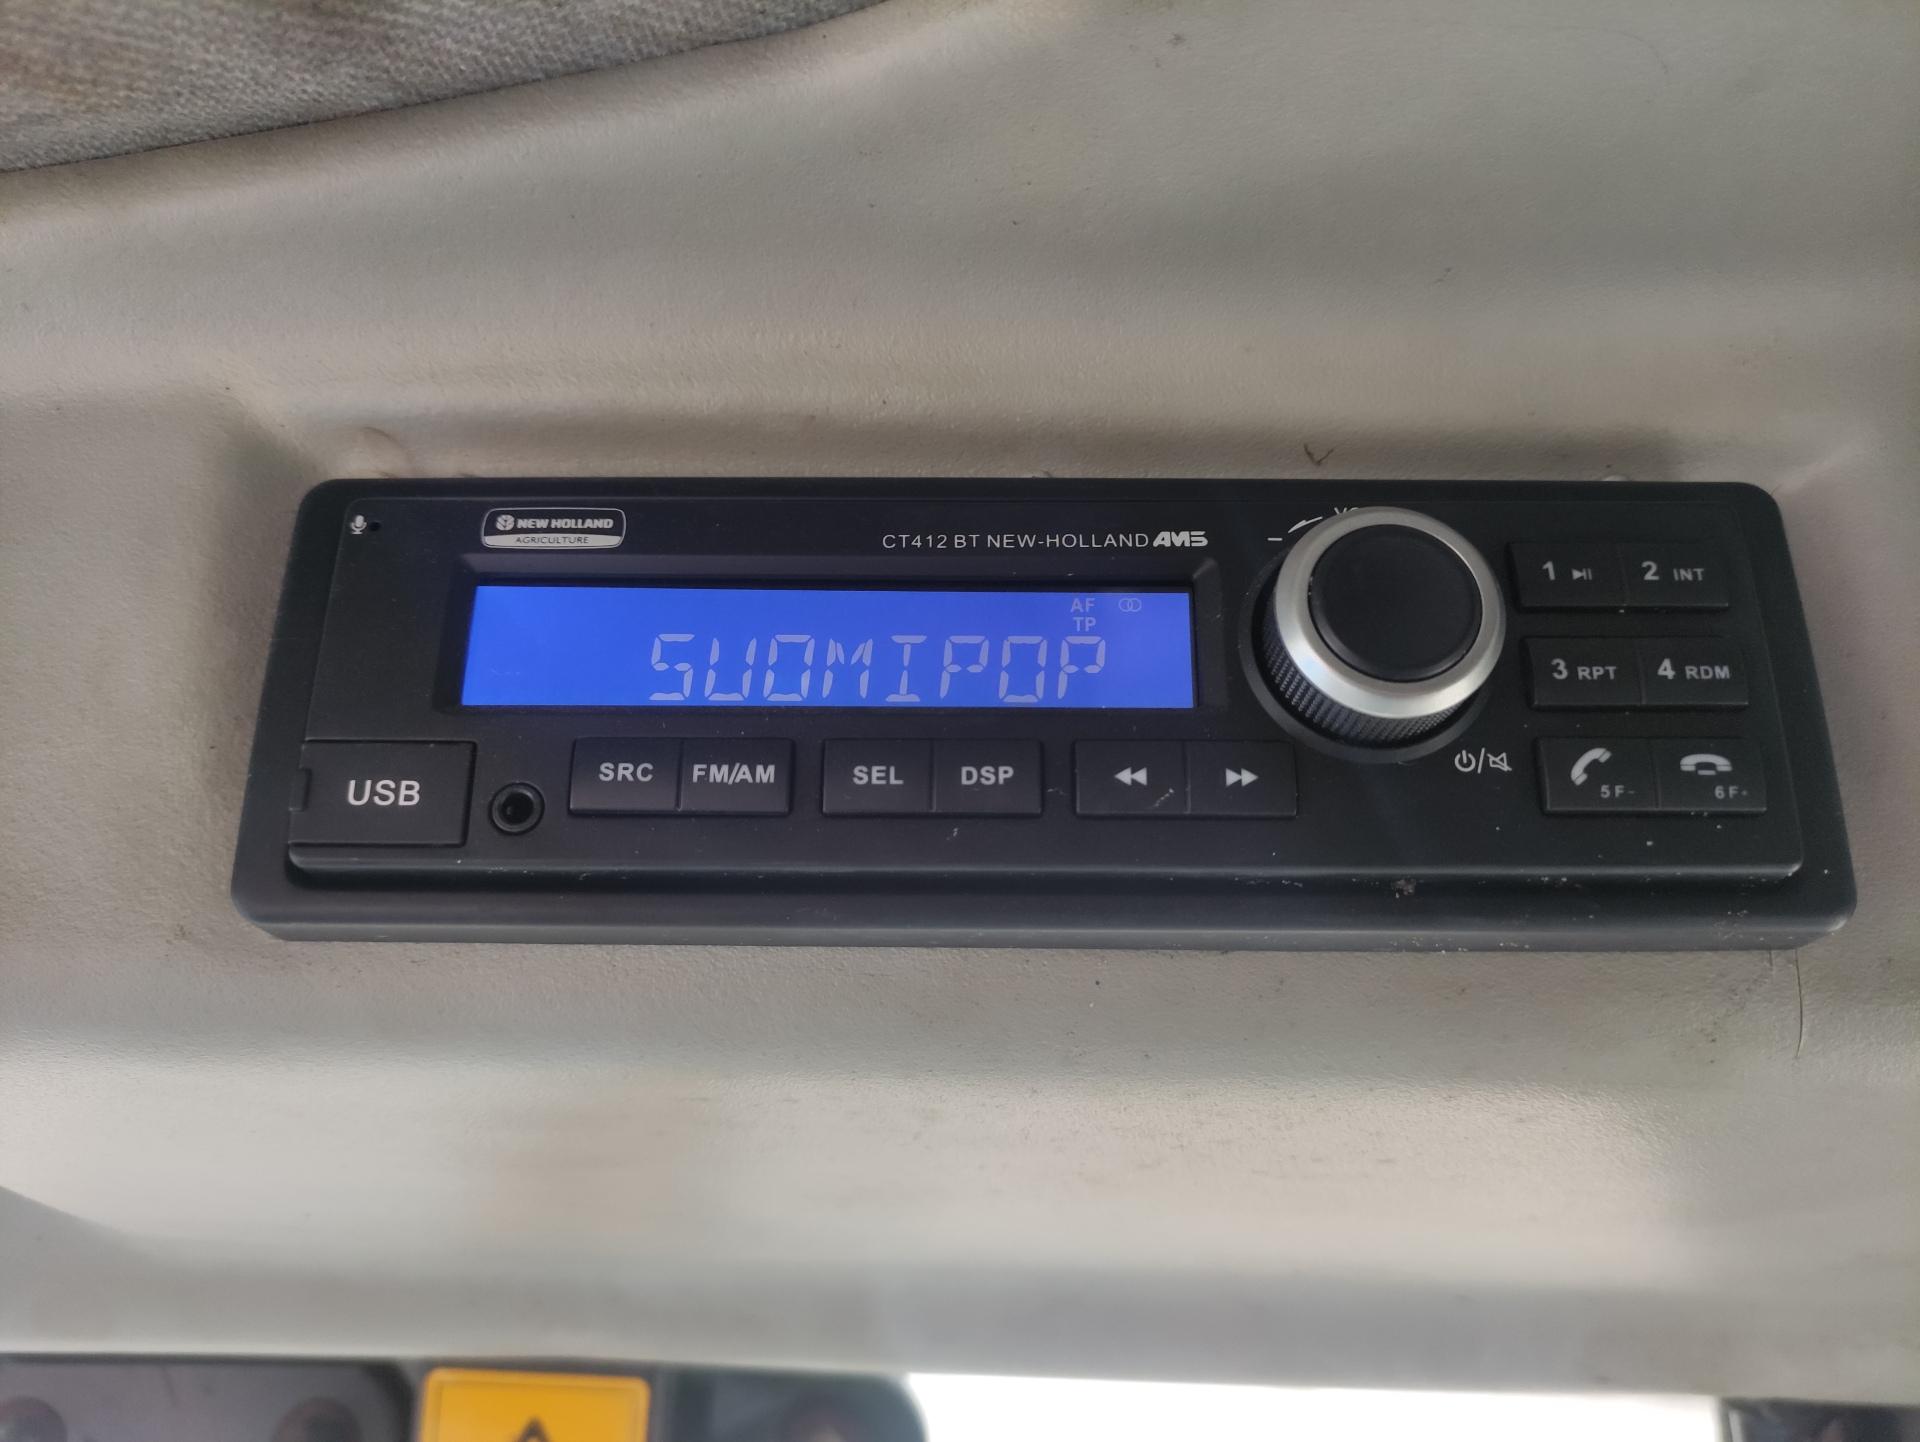 NEW HOLLAND
AGRICULTURE
CT412 BT NEW-HOLLAND AMS
AF
TP
SUOMIPOP
1 2 INT
3 RPT 4 RDM
USB
SRC FM/AM SEL DSP
5 F- 6 F+